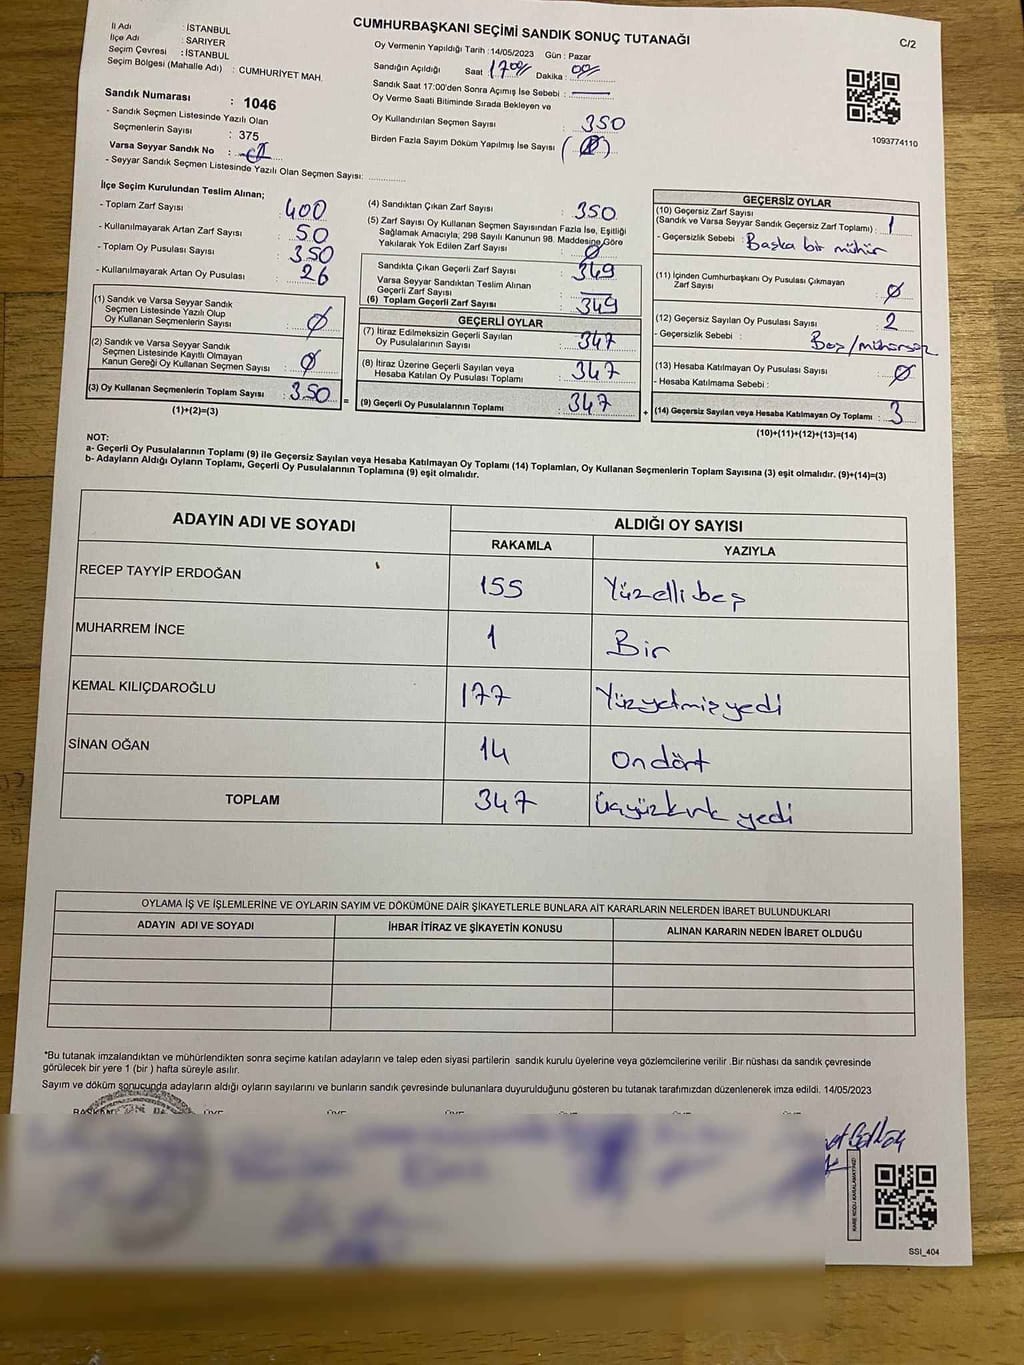 CUMHURBAŞKANI SEÇİMİ SANDIK SONUÇ TUTANAĞI
C/2
İl Adı : İSTANBUL
İlçe Adı : SARIYER
Seçim Çevresi : İSTANBUL
Seçim Bölgesi (Mahalle Adı) : CUMHURİYET MAH.
Oy Vermenin Yapıldığı Tarih : 14/05/2023 Gün : Pazar
Sandığın Açıldığı Saat : 17 00 Dakika : 00
Sandık Saat 17:00'den Sonra Açımış İse Sebebi :
Oy Verme Saati Bitiminde Sırada Bekleyen ve
Oy Kullandırılan Seçmen Sayısı : 350
Birden Fazla Sayım Döküm Yapılmış İse Sayısı (Ø)
1093774110
Sandık Numarası : 1046
- Sandık Seçmen Listesinde Yazılı Olan
Seçmenlerin Sayısı : 375
Varsa Seyyar Sandık No :
- Seyyar Sandık Seçmen Listesinde Yazılı Olan Seçmen Sayısı:
İlçe Seçim Kurulundan Teslim Alınan;
- Toplam Zarf Sayısı : 400
- Kullanılmayarak Artan Zarf Sayısı : 50
- Toplam Oy Pusulası Sayısı : 350
- Kullanılmayarak Artan Oy Pusulası : 26
(1) Sandık ve Varsa Seyyar Sandık
Seçmen Listesinde Yazılı Olup
Oy Kullanan Seçmenlerin Sayısı : Ø
(2) Sandık ve Varsa Seyyar Sandık
Seçmen Listesinde Kayıtlı Olmayan
Kanun Gereği Oy Kullanan Seçmen Sayısı : Ø
(3) Oy Kullanan Seçmenlerin Toplam Sayısı : 350
(1)+(2)=(3)
=
(4) Sandıktan Çıkan Zarf Sayısı : 350
(5) Zarf Sayısı Oy Kullanan Seçmen Sayısından Fazla İse, Eşitliği
Sağlamak Amacıyla, 298 Sayılı Kanunun 98. Maddesine Göre
Yakılarak Yok Edilen Zarf Sayısı : Ø
Sandıkta Çıkan Geçerli Zarf Sayısı : 349
Varsa Seyyar Sandıktan Teslim Alınan
Geçerli Zarf Sayısı :
(6) Toplam Geçerli Zarf Sayısı : 349
GEÇERLİ OYLAR
(7) İtiraz Edilmeksizin Geçerli Sayılan
Oy Pusulalarının Sayısı : 347
(8) İtiraz Üzerine Geçerli Sayılan veya
Hesaba Katılan Oy Pusulası Toplamı : 347
(9) Geçerli Oy Pusulalarının Toplamı : 347
+
GEÇERSİZ OYLAR
(10) Geçersiz Zarf Sayısı
(Sandık ve Varsa Seyyar Sandık Geçersiz Zarf Toplamı) : 1
- Geçersizlik Sebebi : Başka bir mühür
(11) İçinden Cumhurbaşkanı Oy Pusulası Çıkmayan
Zarf Sayısı : Ø
(12) Geçersiz Sayılan Oy Pusulası Sayısı : 2
- Geçersizlik Sebebi : Boş/mühürsüz
(13) Hesaba Katılmayan Oy Pusulası Sayısı : Ø
- Hesaba Katılmama Sebebi :
(14) Geçersiz Sayılan veya Hesaba Katılmayan Oy Toplamı : 3
(10)+(11)+(12)+(13)=(14)
NOT:
a- Geçerli Oy Pusulalarının Toplamı (9) ile Geçersiz Sayılan veya Hesaba Katılmayan Oy Toplamı (14) Toplamları, Oy Kullanan Seçmenlerin Toplam Sayısına (3) eşit olmalıdır. (9)+(14)=(3)
b- Adayların Aldığı Oyların Toplamı, Geçerli Oy Pusulalarının Toplamına (9) eşit olmalıdır.
ADAYIN ADI VE SOYADI ALDIĞI OY SAYISI
RAKAMLA YAZIYLA
RECEP TAYYİP ERDOĞAN 155 Yüzelli beş
MUHARREM İNCE 1 Bir
KEMAL KILIÇDAROĞLU 177 Yüzyetmişyedi
SİNAN OĞAN 14 Ondört
TOPLAM 347 üçyüzkırk yedi
OYLAMA İŞ VE İŞLEMLERİNE VE OYLARIN SAYIM VE DÖKÜMÜNE DAİR ŞİKAYETLERLE BUNLARA AİT KARARLARIN NELERDEN İBARET BULUNDUKLARI
ADAYIN ADI VE SOYADI İHBAR İTİRAZ VE ŞİKAYETİN KONUSU ALINAN KARARIN NEDEN İBARET OLDUĞU
*Bu tutanak imzalandıktan ve mühürlendikten sonra seçime katılan adayların ve talep eden siyasi partilerin sandık kurulu üyelerine veya gözlemcilerine verilir .Bir nüshası da sandık çevresinde
görülecek bir yere 1 (bir ) hafta süreyle asılır.
Sayım ve döküm sonucunda adayların aldığı oyların sayılarını ve bunların sandık çevresinde bulunanlara duyurulduğunu gösteren bu tutanak tarafımızdan düzenlenerek imza edildi. 14/05/2023
BAŞKAN ÜYE ÜYE ÜYE ÜYE ÜYE ÜYE
KARE KODU KARALAMAYINIZ!
SSI_404